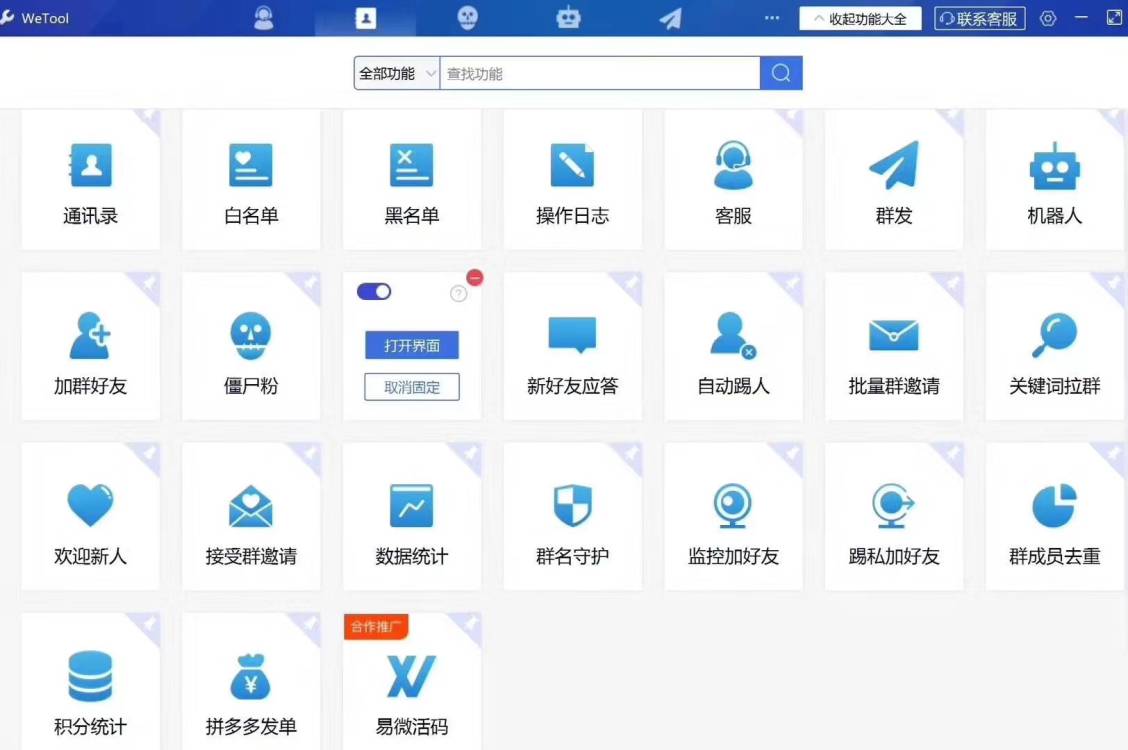 WeTool
收起功能大全
联系客服
全部功能
查找功能
通讯录
白名单
黑名单
操作日志
客服
群发
机器人
加群好友
僵尸粉
打开界面
取消固定
新好友应答
自动踢人
批量群邀请
关键词拉群
欢迎新人
接受群邀请
数据统计
群名守护
监控加好友
踢私加好友
群成员去重
积分统计
拼多多发单
合作推广
易微活码